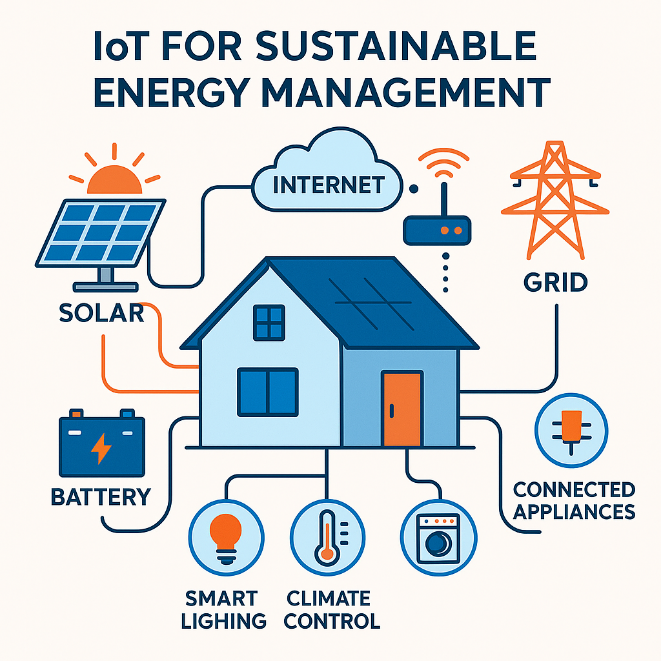 IoT FOR SUSTAINABLE
ENERGY MANAGEMENT
INTERNET
SOLAR
GRID
BATTERY
CONNECTED
APPLIANCES
SMART
LIGHING
CLIMATE
CONTROL